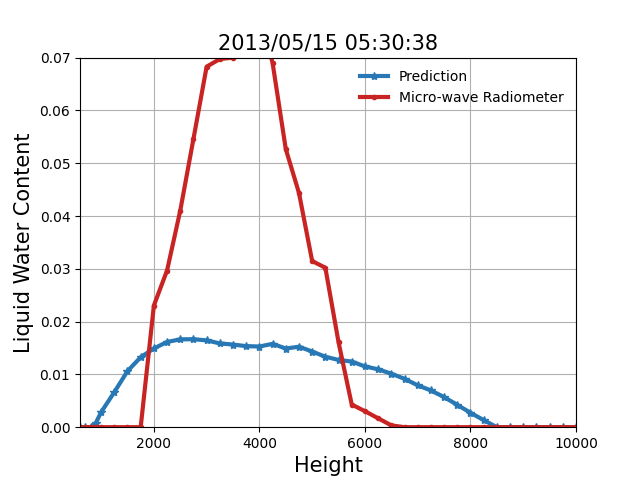 2013/05/15 05:30:38
Prediction
Micro-wave Radiometer
Liquid Water Content
0.07
0.06
0.05
0.04
0.03
0.02
0.01
0.00
2000 4000 6000 8000 10000
Height